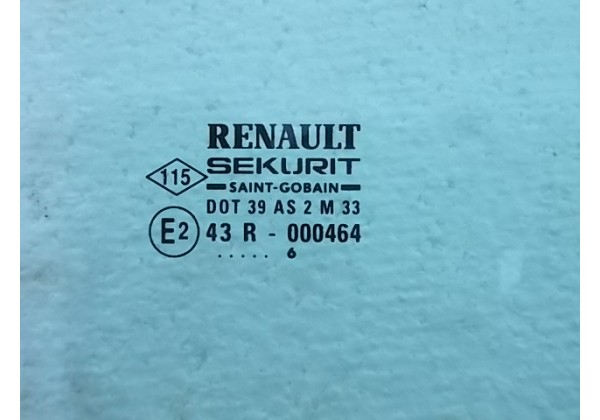 RENAULT
115 SEKURIT
SAINT-GOBAIN
DOT 39 AS 2 M 33
E2 43 R - 000464
..... 6